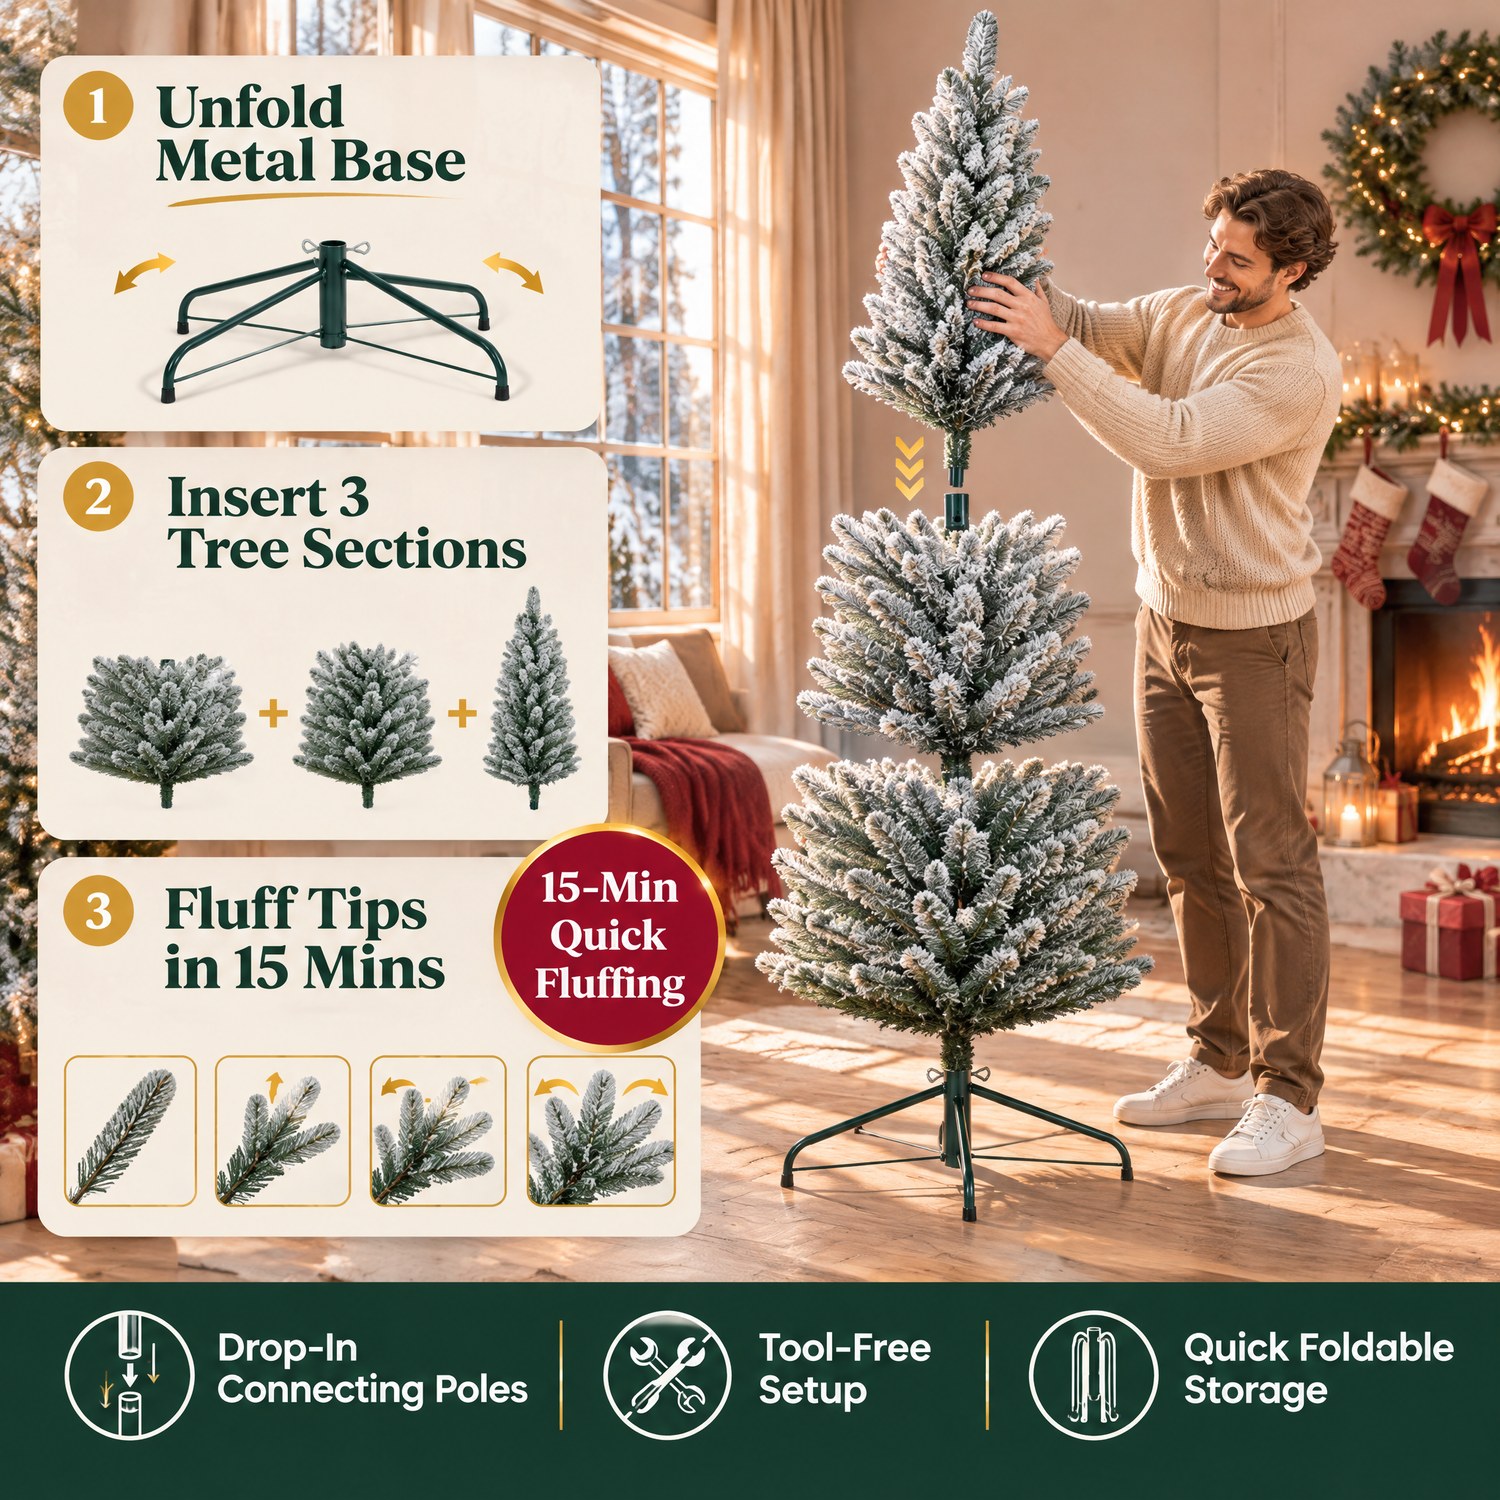 1
Unfold
Metal Base
2
Insert 3
Tree Sections
3
Fluff Tips
in 15 Mins
15-Min
Quick
Fluffing
Drop-In
Connecting Poles
Tool-Free
Setup
Quick Foldable
Storage